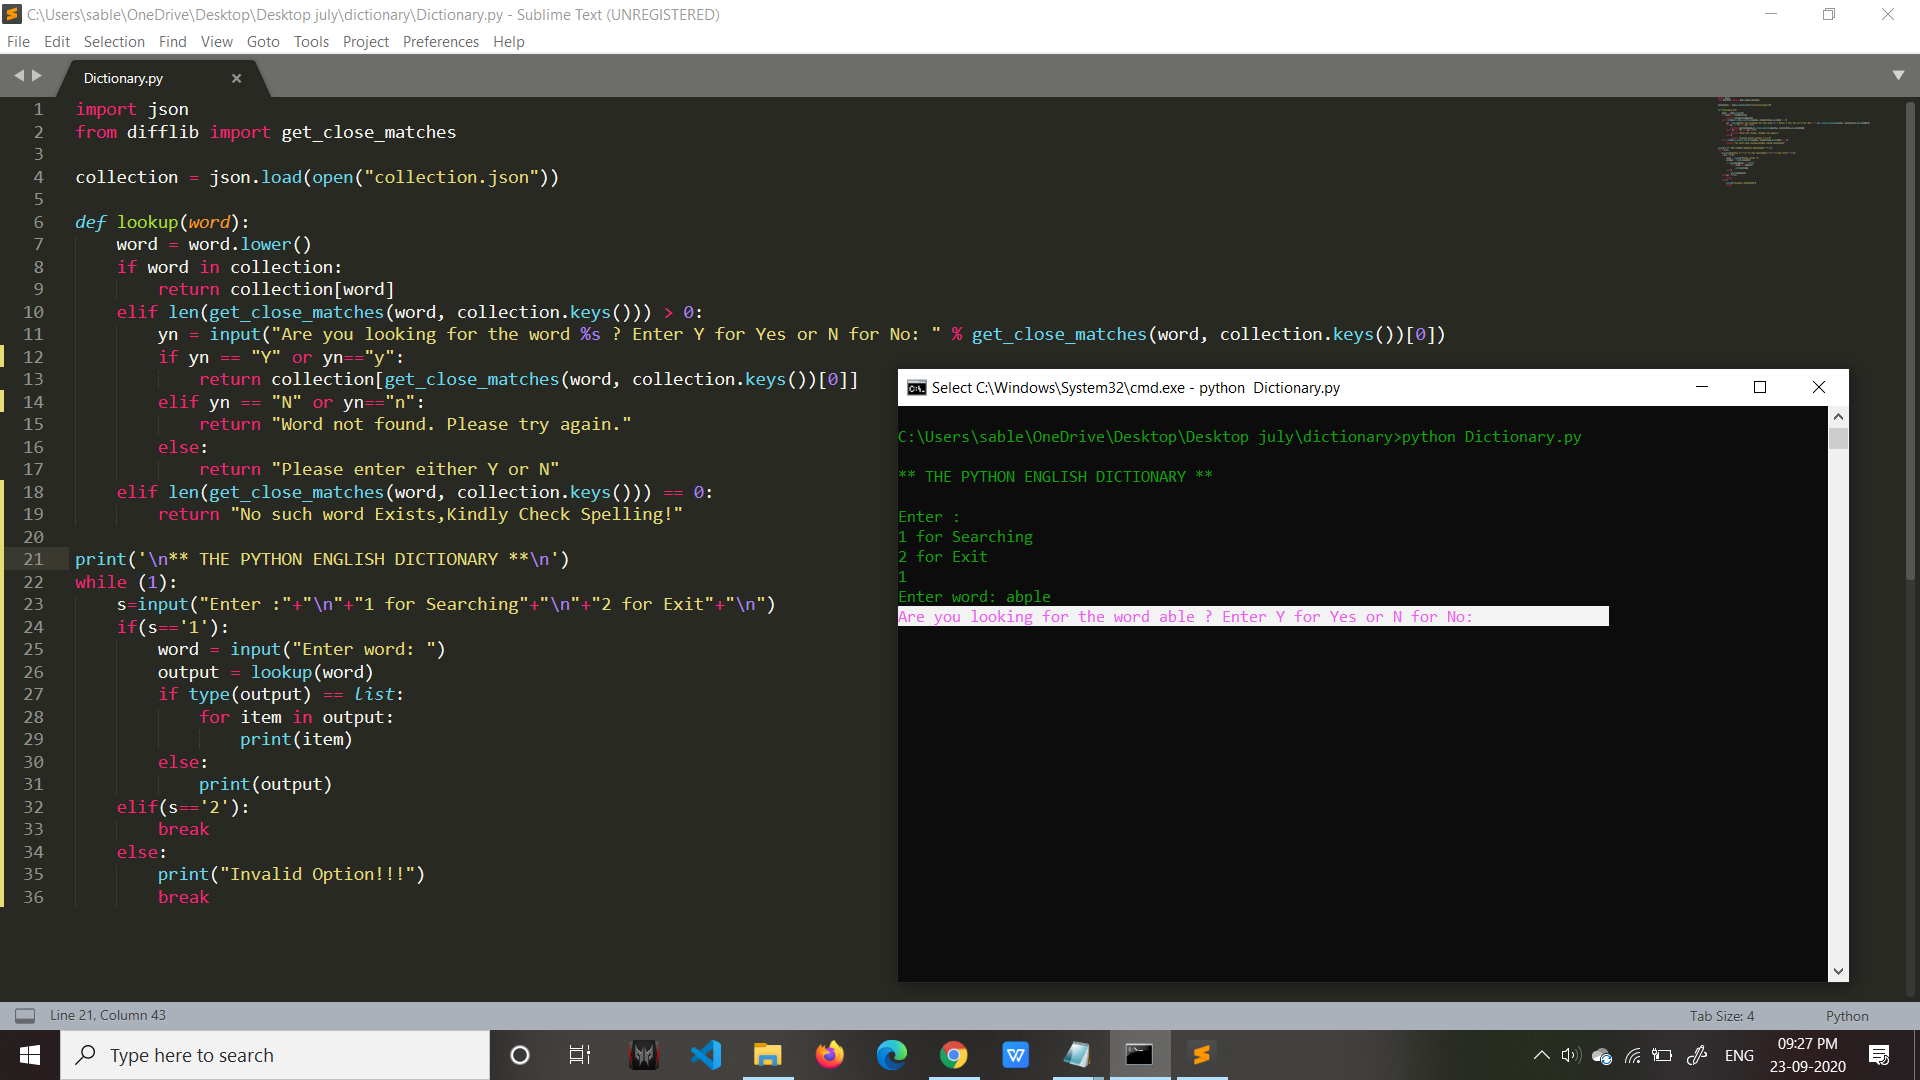 C:\Users\sable\OneDrive\Desktop\Desktop july\dictionary\Dictionary.py - Sublime Text (UNREGISTERED)
File Edit Selection Find View Goto Tools Project Preferences Help
Dictionary.py
1 import json
2 from difflib import get_close_matches
3
4 collection = json.load(open("collection.json"))
5
6 def lookup(word):
7     word = word.lower()
8     if word in collection:
9         return collection[word]
10     elif len(get_close_matches(word, collection.keys())) > 0:
11         yn = input("Are you looking for the word %s ? Enter Y for Yes or N for No: " % get_close_matches(word, collection.keys())[0])
12         if yn == "Y" or yn=="y":
13             return collection[get_close_matches(word, collection.keys())[0]]
14         elif yn == "N" or yn=="n":
15             return "Word not found. Please try again."
16         else:
17             return "Please enter either Y or N"
18     elif len(get_close_matches(word, collection.keys())) == 0:
19         return "No such word Exists,Kindly Check Spelling!"
20
21 print('\n** THE PYTHON ENGLISH DICTIONARY **\n')
22 while (1):
23     s=input("Enter :"+"\n"+"1 for Searching"+"\n"+"2 for Exit"+"\n")
24     if(s=='1'):
25         word = input("Enter word: ")
26         output = lookup(word)
27         if type(output) == list:
28             for item in output:
29                 print(item)
30         else:
31             print(output)
32     elif(s=='2'):
33         break
34     else:
35         print("Invalid Option!!!")
36         break
Select C:\Windows\System32\cmd.exe - python  Dictionary.py
C:\Users\sable\OneDrive\Desktop\Desktop july\dictionary>python Dictionary.py
** THE PYTHON ENGLISH DICTIONARY **
Enter :
1 for Searching
2 for Exit
1
Enter word: abple
Are you looking for the word able ? Enter Y for Yes or N for No:
Line 21, Column 43
Tab Size: 4
Python
Type here to search
ENG
09:27 PM
23-09-2020